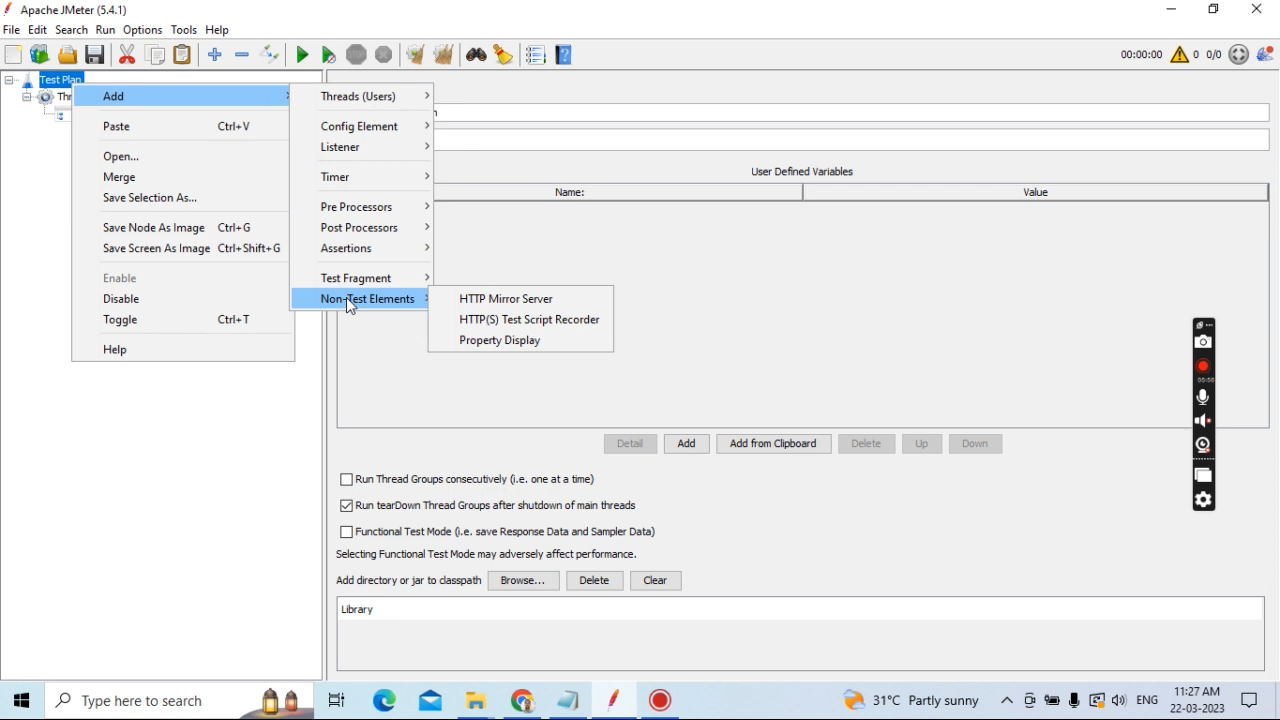 Apache JMeter (5.4.1)
File Edit Search Run Options Tools Help
00:00:00 0 0/0
Test Plan
Thr
Add
Paste Ctrl+V
Open...
Merge
Save Selection As...
Save Node As Image Ctrl+G
Save Screen As Image Ctrl+Shift+G
Enable
Disable
Toggle Ctrl+T
Help
Threads (Users)
Config Element
Listener
Timer
Pre Processors
Post Processors
Assertions
Test Fragment
Non-Test Elements
HTTP Mirror Server
HTTP(S) Test Script Recorder
Property Display
User Defined Variables
Name: Value
Detail Add Add from Clipboard Delete Up Down
Run Thread Groups consecutively (i.e. one at a time)
Run tearDown Thread Groups after shutdown of main threads
Functional Test Mode (i.e. save Response Data and Sampler Data)
Selecting Functional Test Mode may adversely affect performance.
Add directory or jar to classpath Browse... Delete Clear
Library
Type here to search
31°C Partly sunny
ENG
11:27 AM
22-03-2023